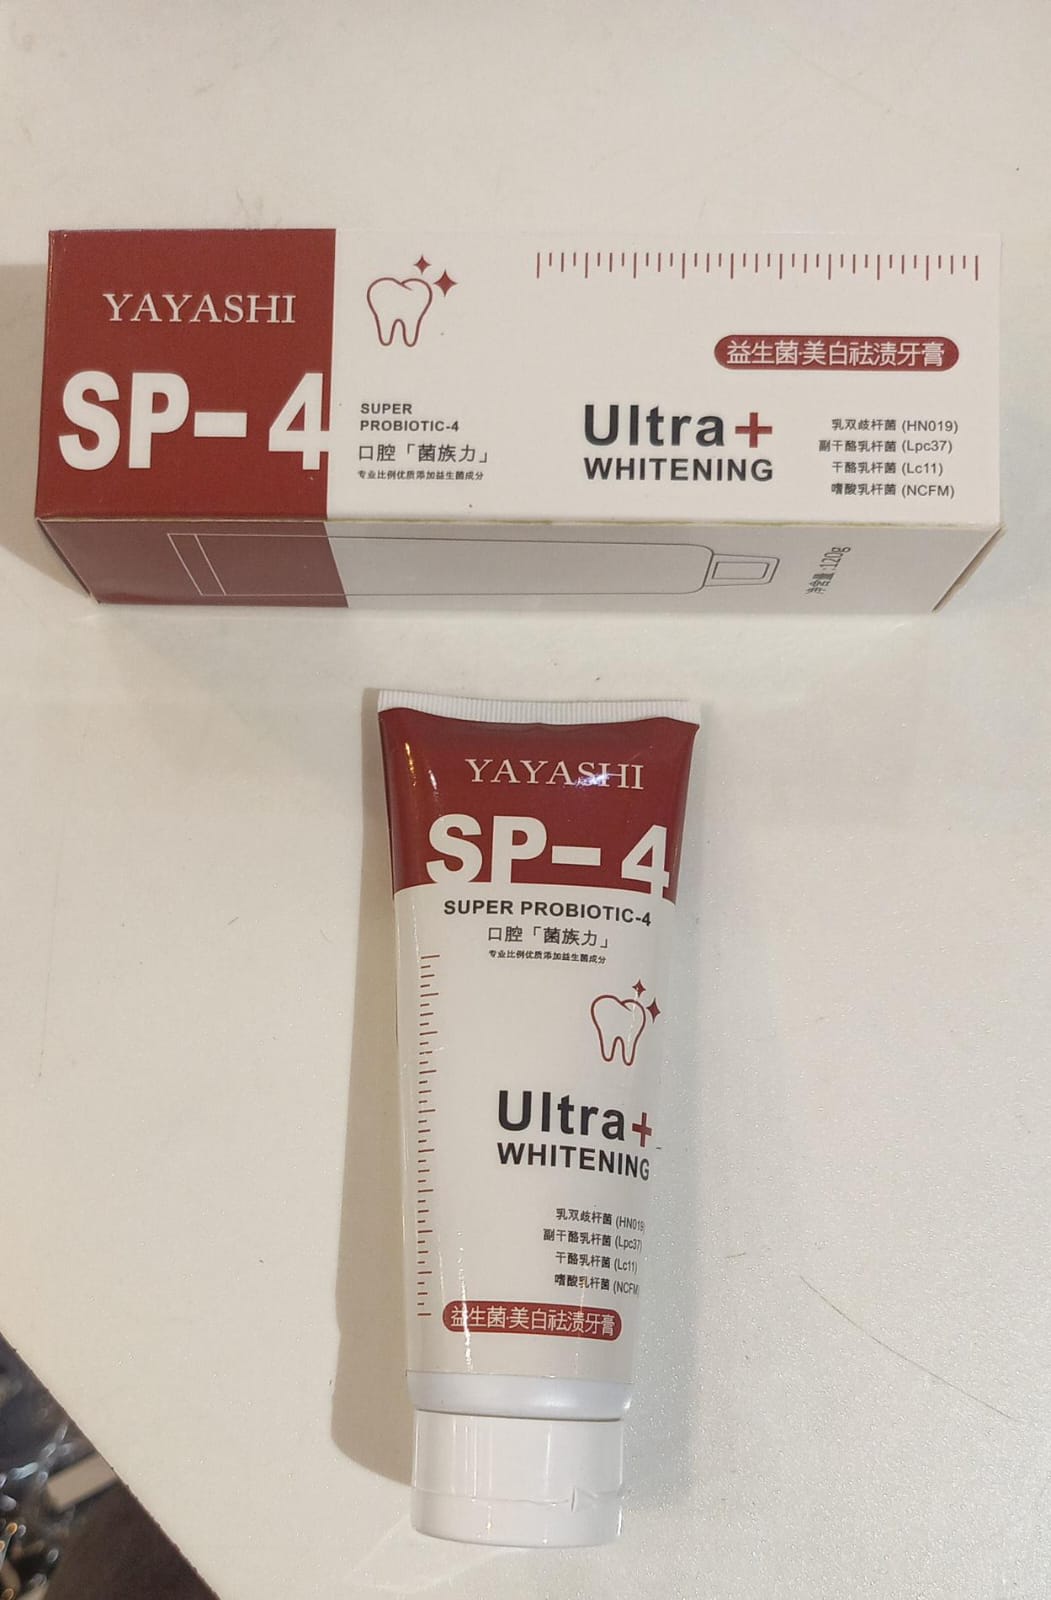 YAYASHI
SP-4
SUPER
PROBIOTIC-4
口腔「菌族力」
专业比例优质添加益生菌成分
益生菌·美白祛渍牙膏
Ultra+
WHITENING
乳双歧杆菌 (HN019)
副干酪乳杆菌 (Lpc37)
干酪乳杆菌 (Lc11)
嗜酸乳杆菌 (NCFM)
净含量:120g
YAYASHI
SP-4
SUPER PROBIOTIC-4
口腔「菌族力」
专业比例优质添加益生菌成分
Ultra+
WHITENING
乳双歧杆菌 (HN019)
副干酪乳杆菌 (Lpc37)
干酪乳杆菌 (Lc11)
嗜酸乳杆菌 (NCFM)
益生菌·美白祛渍牙膏